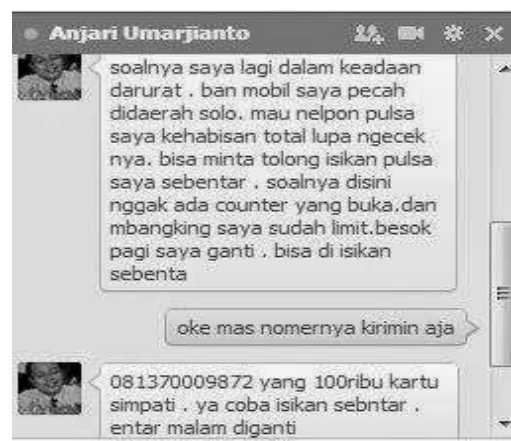 Anjari Umarjianto
soalnya saya lagi dalam keadaan
darurat . ban mobil saya pecah
didaerah solo. mau nelpon pulsa
saya kehabisan total lupa ngecek
nya. bisa minta tolong isikan pulsa
saya sebentar . soalnya disini
nggak ada counter yang buka.dan
mbangking saya sudah limit.besok
pagi saya ganti . bisa di isikan
sebenta
oke mas nomernya kirimin aja
081370009872 yang 100ribu kartu
simpati . ya coba isikan sebntar .
entar malam diganti